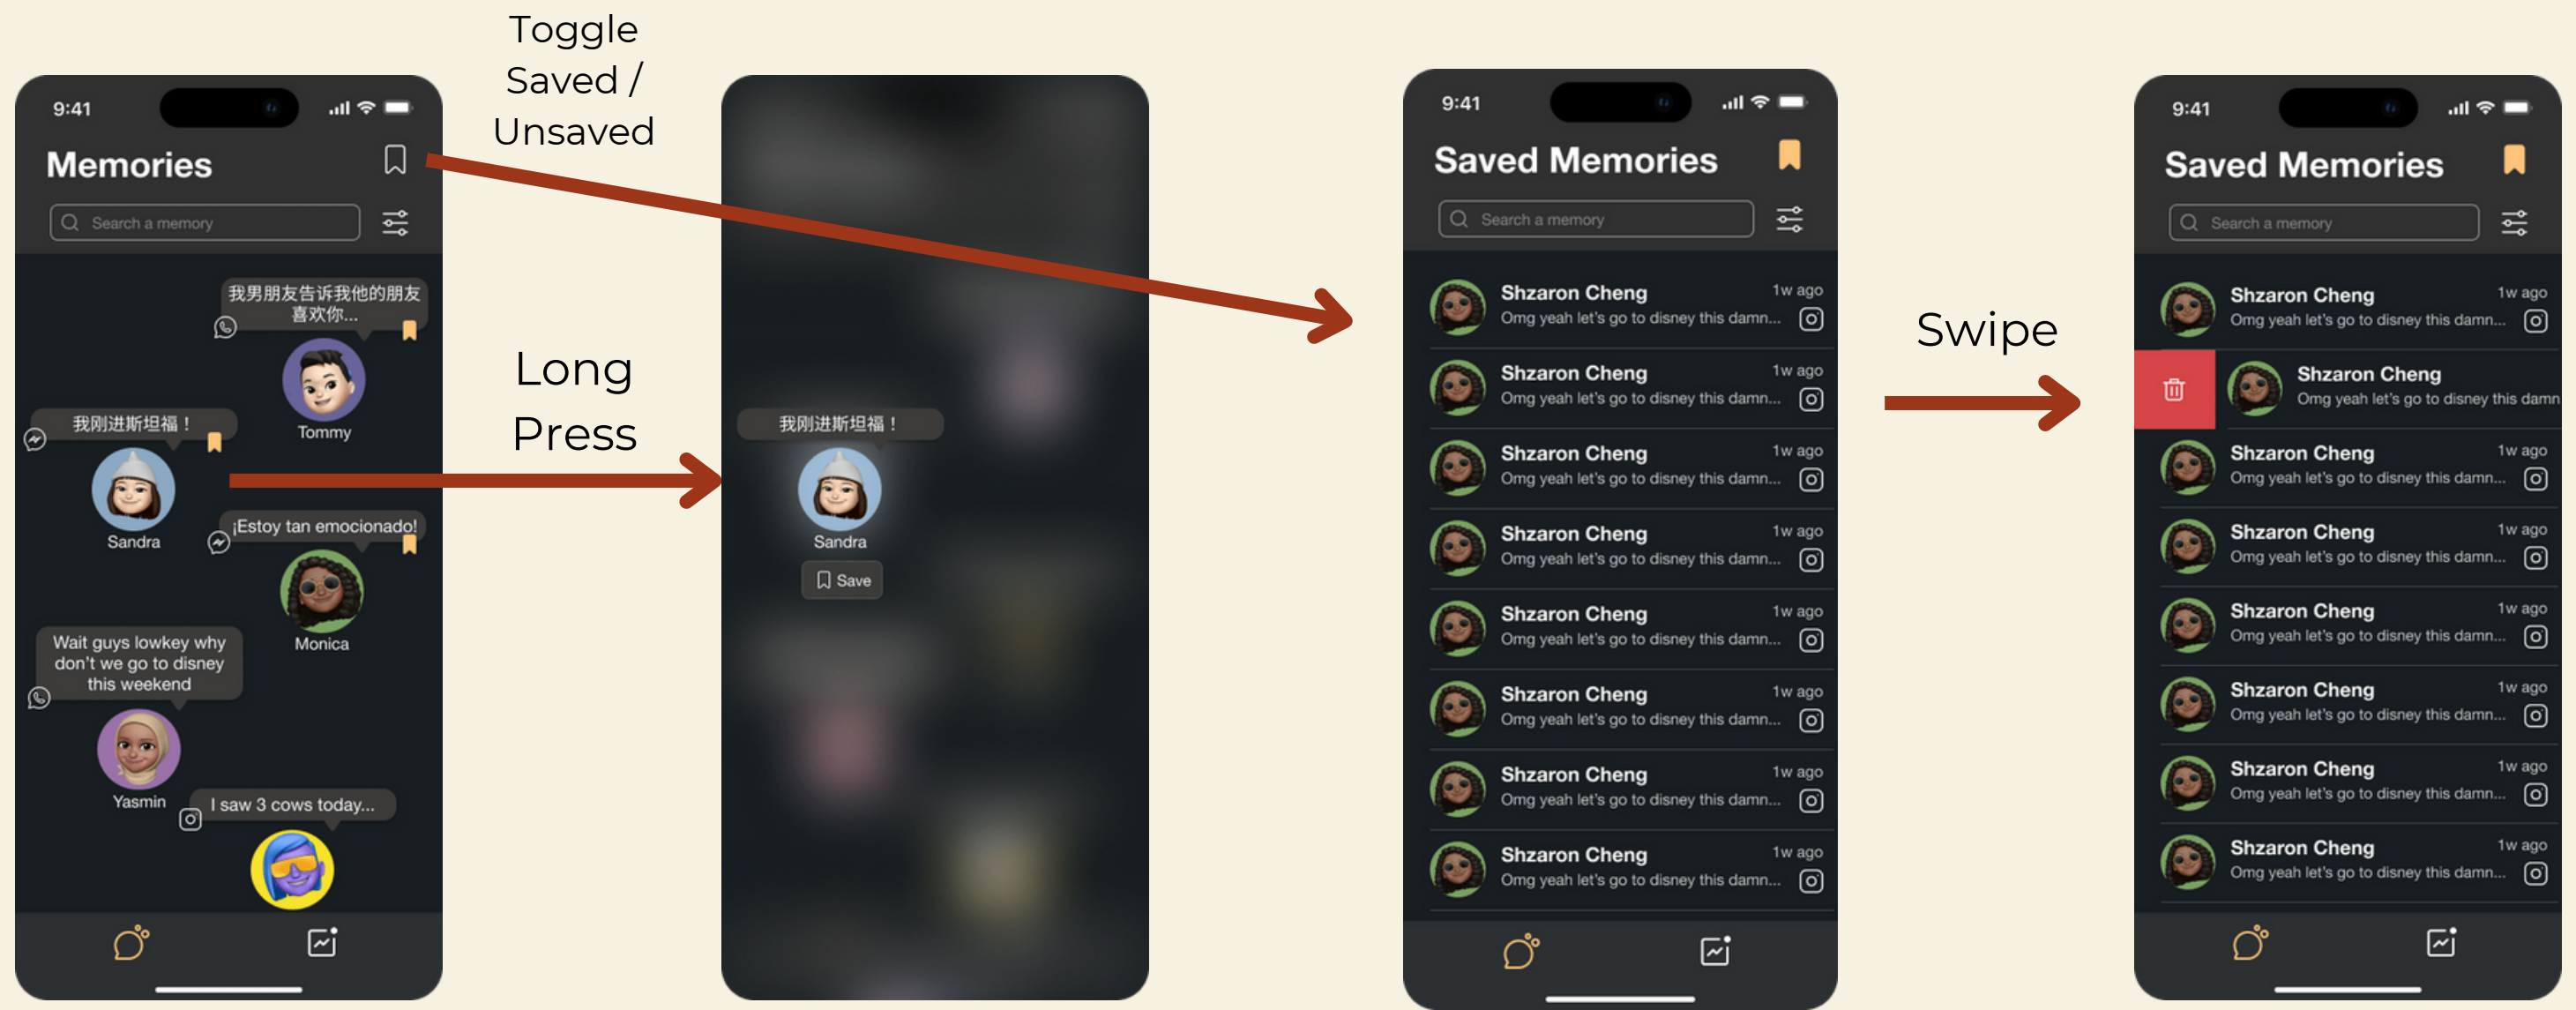 Toggle
Saved /
Unsaved
9:41
Memories
Search a memory
我男朋友告诉我他的朋友
喜欢你...
Tommy
我刚进斯坦福！
Sandra
¡Estoy tan emocionado!
Monica
Wait guys lowkey why
don't we go to disney
this weekend
Yasmin
I saw 3 cows today...
Long
Press
我刚进斯坦福！
Sandra
Save
9:41
Saved Memories
Search a memory
Shzaron Cheng 1w ago
Omg yeah let's go to disney this damn...
Shzaron Cheng 1w ago
Omg yeah let's go to disney this damn...
Shzaron Cheng 1w ago
Omg yeah let's go to disney this damn...
Shzaron Cheng 1w ago
Omg yeah let's go to disney this damn...
Shzaron Cheng 1w ago
Omg yeah let's go to disney this damn...
Shzaron Cheng 1w ago
Omg yeah let's go to disney this damn...
Shzaron Cheng 1w ago
Omg yeah let's go to disney this damn...
Shzaron Cheng 1w ago
Omg yeah let's go to disney this damn...
Swipe
9:41
Saved Memories
Search a memory
Shzaron Cheng 1w ago
Omg yeah let's go to disney this damn...
Shzaron Cheng
Omg yeah let's go to disney this damn
Shzaron Cheng 1w ago
Omg yeah let's go to disney this damn...
Shzaron Cheng 1w ago
Omg yeah let's go to disney this damn...
Shzaron Cheng 1w ago
Omg yeah let's go to disney this damn...
Shzaron Cheng 1w ago
Omg yeah let's go to disney this damn...
Shzaron Cheng 1w ago
Omg yeah let's go to disney this damn...
Shzaron Cheng 1w ago
Omg yeah let's go to disney this damn...